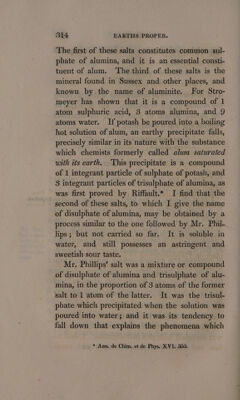 314 EARTHS PROPER.
The first of these salts constitutes common sul-
phate of alumina, and it is an essential consti-
tuent of alum. The third of these salts is the
mineral found in Sussex and other places, and
known by the name of aluminite. For Stro-
meyer has shown that it is a compound of 1
atom sulphuric acid, 3 atoms alumina, and 9
atoms water. If potash be poured into a boiling
hot solution of alum, an earthy precipitate falls,
precisely similar in its nature with the substance
which chemists formerly called alum saturated
with its earth. This precipitate is a compound
of 1 integrant particle of sulphate of potash, and
3 integrant particles of trisulphate of alumina, as
was first proved by Riffault.* I find that the
second of these salts, to which I give the name
of disulphate of alumina, may be obtained by a
process similar to the one followed by Mr. Phil-
lips; but not carried so far. It is soluble in
water, and still possesses an astringent and
sweetish sour taste.
Mr. Phillips' salt was a mixture or compound
of disulphate of alumina and trisulphate of alu-
mina, in the proportion of 3 atoms of the former
salt to 1 atom of the latter. It was the trisul-
phate which precipitated when the solution was
poured into water; and it was its tendency to
fall down that explains the phenomena which
* Ann. de Chim. et de Phys. XVI. 355.